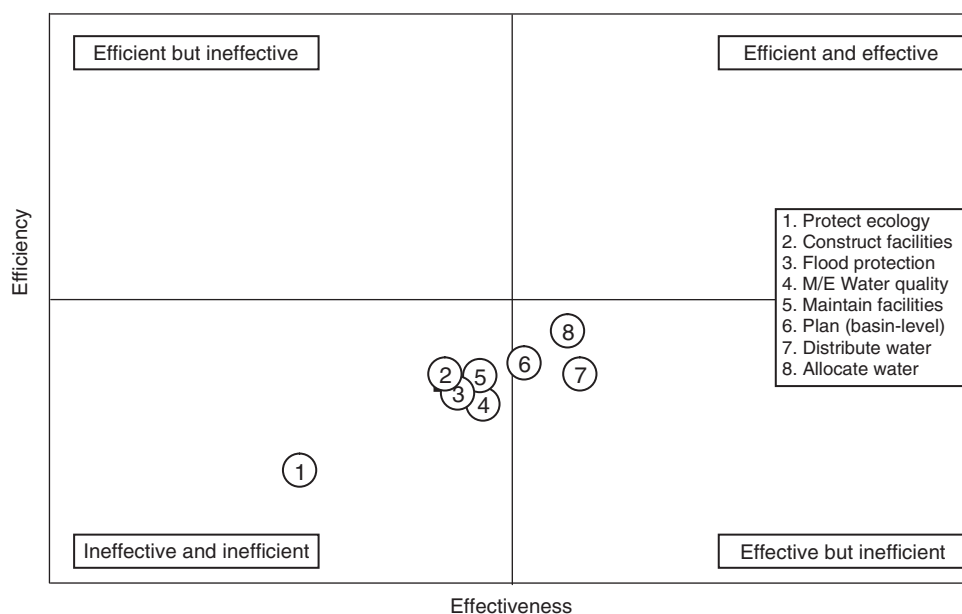 Efficient but ineffective
Efficient and effective
Efficiency
1. Protect ecology
2. Construct facilities
3. Flood protection
4. M/E Water quality
5. Maintain facilities
6. Plan (basin-level)
7. Distribute water
8. Allocate water
8
6
7
2
5
3
4
1
Ineffective and inefficient
Effective but inefficient
Effectiveness